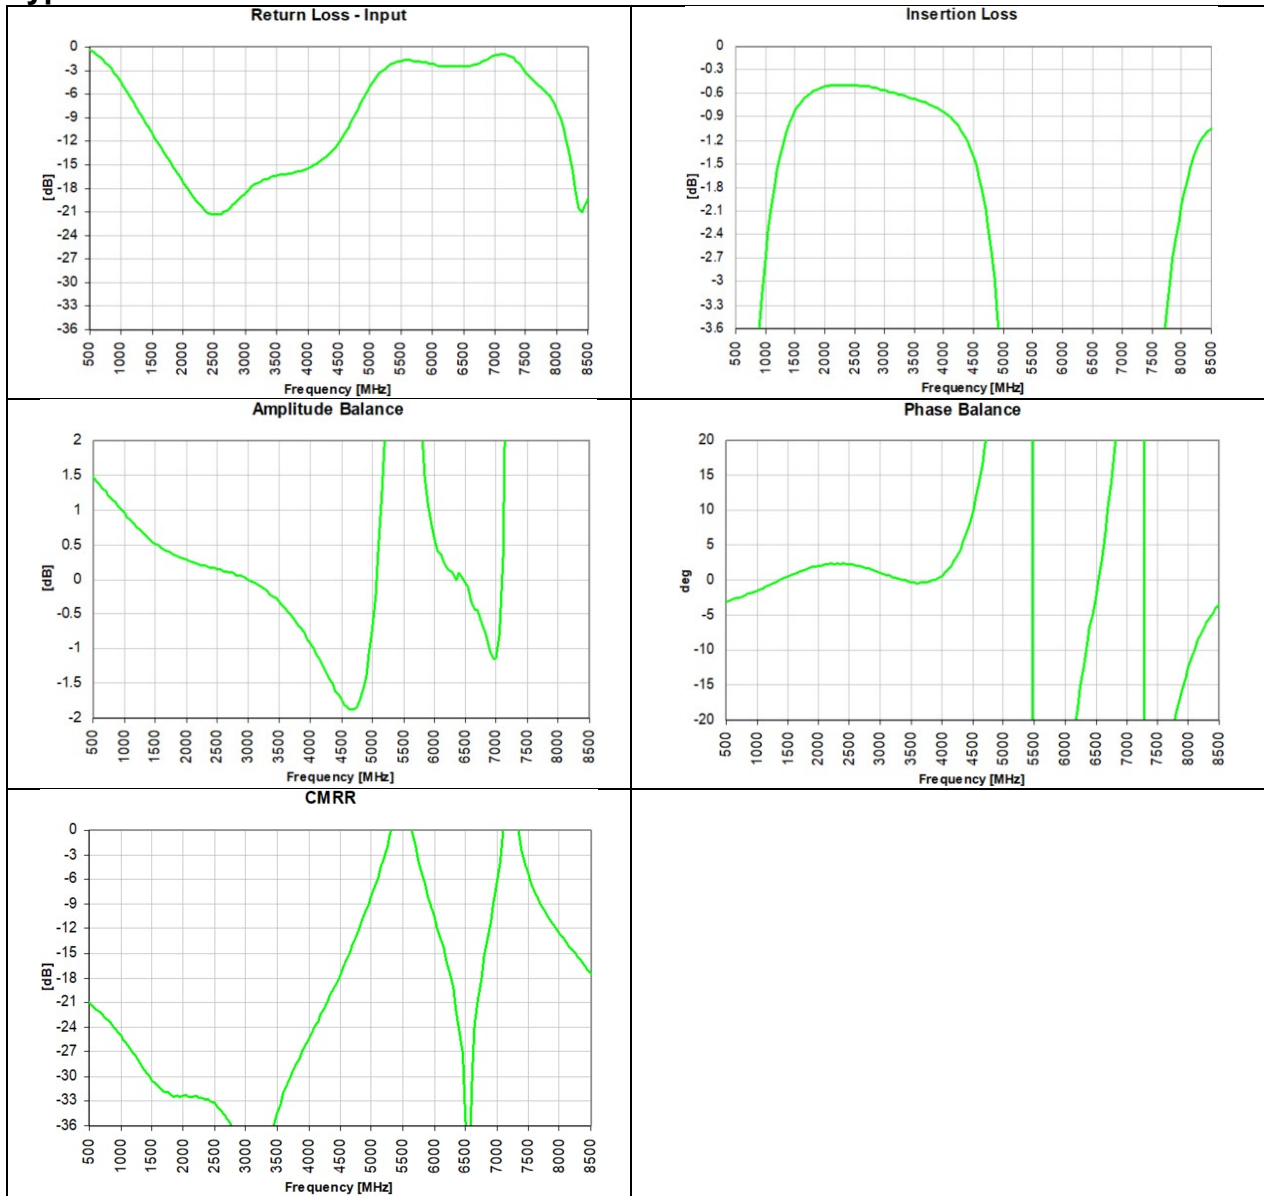 Return Loss - Input
0
-3
-6
-9
-12
-15
-18
-21
-24
-27
-30
-33
-36
[dB]
500 1000 1500 2000 2500 3000 3500 4000 4500 5000 5500 6000 6500 7000 7500 8000 8500
Frequency [MHz]
Insertion Loss
0
-0.3
-0.6
-0.9
-1.2
-1.5
-1.8
-2.1
-2.4
-2.7
-3
-3.3
-3.6
[dB]
500 1000 1500 2000 2500 3000 3500 4000 4500 5000 5500 6000 6500 7000 7500 8000 8500
Frequency [MHz]
Amplitude Balance
2
1.5
1
0.5
0
-0.5
-1
-1.5
-2
[dB]
500 1000 1500 2000 2500 3000 3500 4000 4500 5000 5500 6000 6500 7000 7500 8000 8500
Frequency [MHz]
Phase Balance
20
15
10
5
0
-5
-10
-15
-20
deg
500 1000 1500 2000 2500 3000 3500 4000 4500 5000 5500 6000 6500 7000 7500 8000 8500
Frequency [MHz]
CMRR
0
-3
-6
-9
-12
-15
-18
-21
-24
-27
-30
-33
-36
[dB]
500 1000 1500 2000 2500 3000 3500 4000 4500 5000 5500 6000 6500 7000 7500 8000 8500
Frequency [MHz]